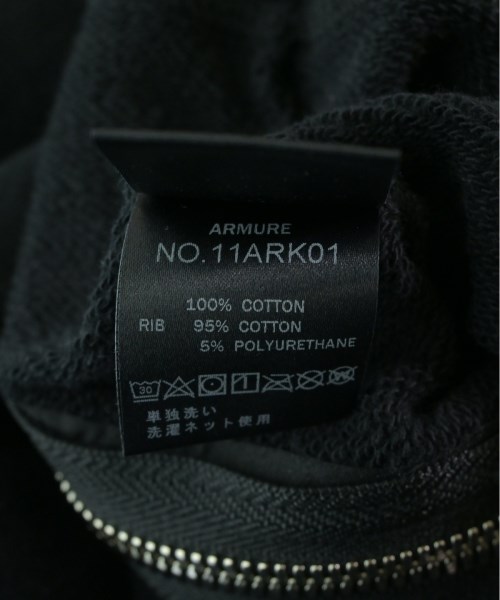 ARMURE
NO.11ARK01
100% COTTON
RIB 95% COTTON
5% POLYURETHANE
30
単独洗い
洗濯ネット使用